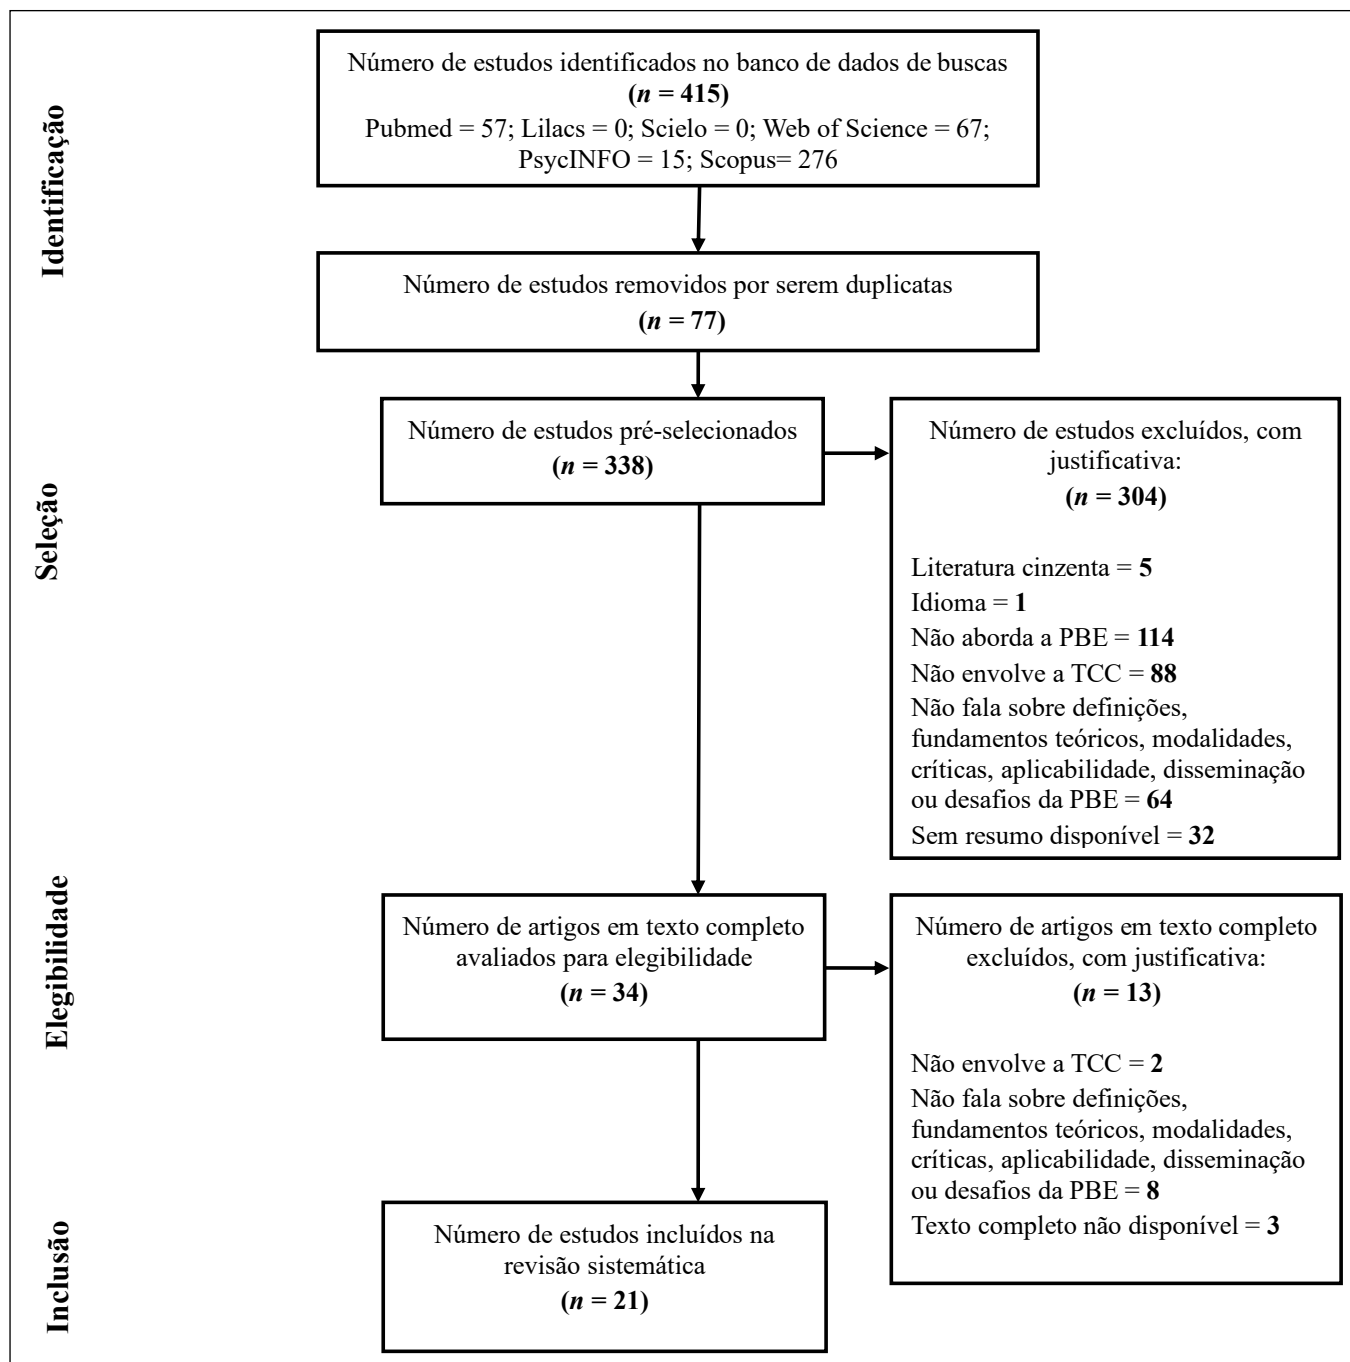 Identificação
Número de estudos identificados no banco de dados de buscas
(n = 415)
Pubmed = 57; Lilacs = 0; Scielo = 0; Web of Science = 67;
PsycINFO = 15; Scopus= 276
Número de estudos removidos por serem duplicatas
(n = 77)
Seleção
Número de estudos pré-selecionados
(n = 338)
Número de estudos excluídos, com
justificativa:
(n = 304)
Literatura cinzenta = 5
Idioma = 1
Não aborda a PBE = 114
Não envolve a TCC = 88
Não fala sobre definições,
fundamentos teóricos, modalidades,
críticas, aplicabilidade, disseminação
ou desafios da PBE = 64
Sem resumo disponível = 32
Elegibilidade
Número de artigos em texto completo
avaliados para elegibilidade
(n = 34)
Número de artigos em texto completo
excluídos, com justificativa:
(n = 13)
Não envolve a TCC = 2
Não fala sobre definições,
fundamentos teóricos, modalidades,
críticas, aplicabilidade, disseminação
ou desafios da PBE = 8
Texto completo não disponível = 3
Inclusão
Número de estudos incluídos na
revisão sistemática
(n = 21)